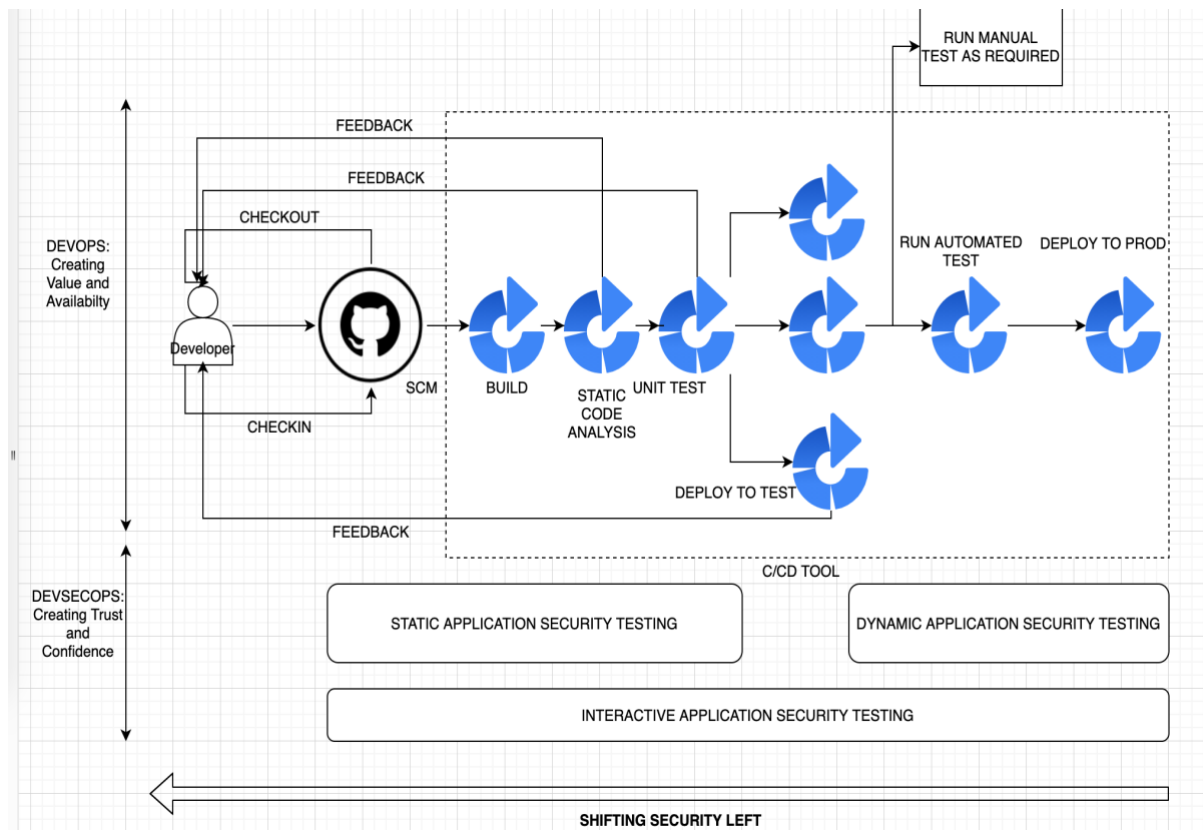 RUN MANUAL
TEST AS REQUIRED
FEEDBACK
FEEDBACK
CHECKOUT
DEVOPS:
Creating
Value and
Availabilty
RUN AUTOMATED
TEST
DEPLOY TO PROD
Developer
SCM
BUILD
STATIC
CODE
ANALYSIS
UNIT TEST
CHECKIN
DEPLOY TO TEST
FEEDBACK
C/CD TOOL
DEVSECOPS:
Creating Trust
and
Confidence
STATIC APPLICATION SECURITY TESTING
DYNAMIC APPLICATION SECURITY TESTING
INTERACTIVE APPLICATION SECURITY TESTING
SHIFTING SECURITY LEFT